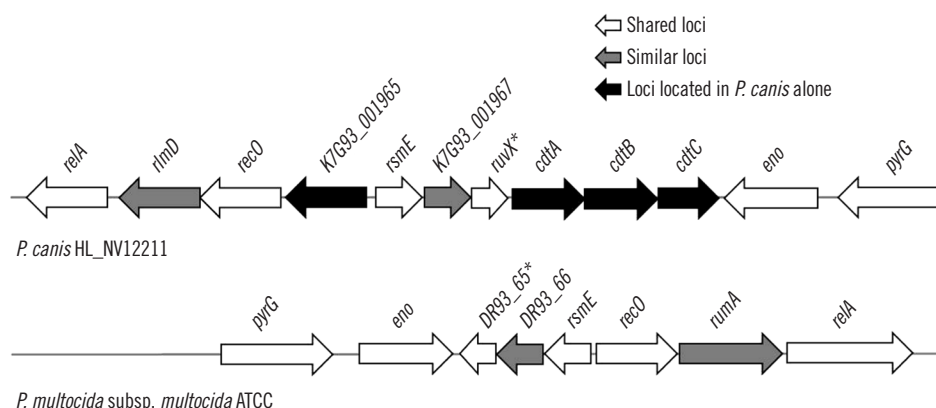 Shared loci
Similar loci
Loci located in P. canis alone
relA rlmD recO K7G93_001965 rsmE K7G93_001967 ruvX* cdtA cdtB cdtC eno pyrG
P. canis HL_NV12211
pyrG eno DR93_65* DR93_66 rsmE recO rumA relA
P. multocida subsp. multocida ATCC